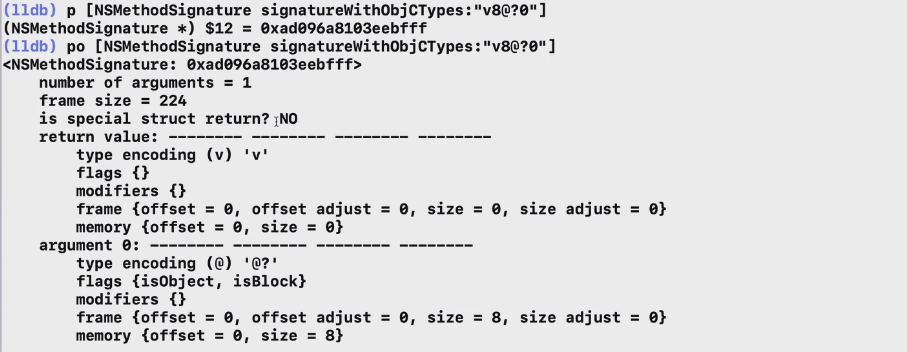 (lldb) p [NSMethodSignature signatureWithObjCTypes:"v8@?0"]
(NSMethodSignature *) $12 = 0xad096a8103eebfff
(lldb) po [NSMethodSignature signatureWithObjCTypes:"v8@?0"]
<NSMethodSignature: 0xad096a8103eebfff>
number of arguments = 1
frame size = 224
is special struct return? NO
return value: -------- -------- -------- --------
type encoding (v) 'v'
flags {}
modifiers {}
frame {offset = 0, offset adjust = 0, size = 0, size adjust = 0}
memory {offset = 0, size = 0}
argument 0: -------- -------- -------- --------
type encoding (@) '@?'
flags {isObject, isBlock}
modifiers {}
frame {offset = 0, offset adjust = 0, size = 8, size adjust = 0}
memory {offset = 0, size = 8}